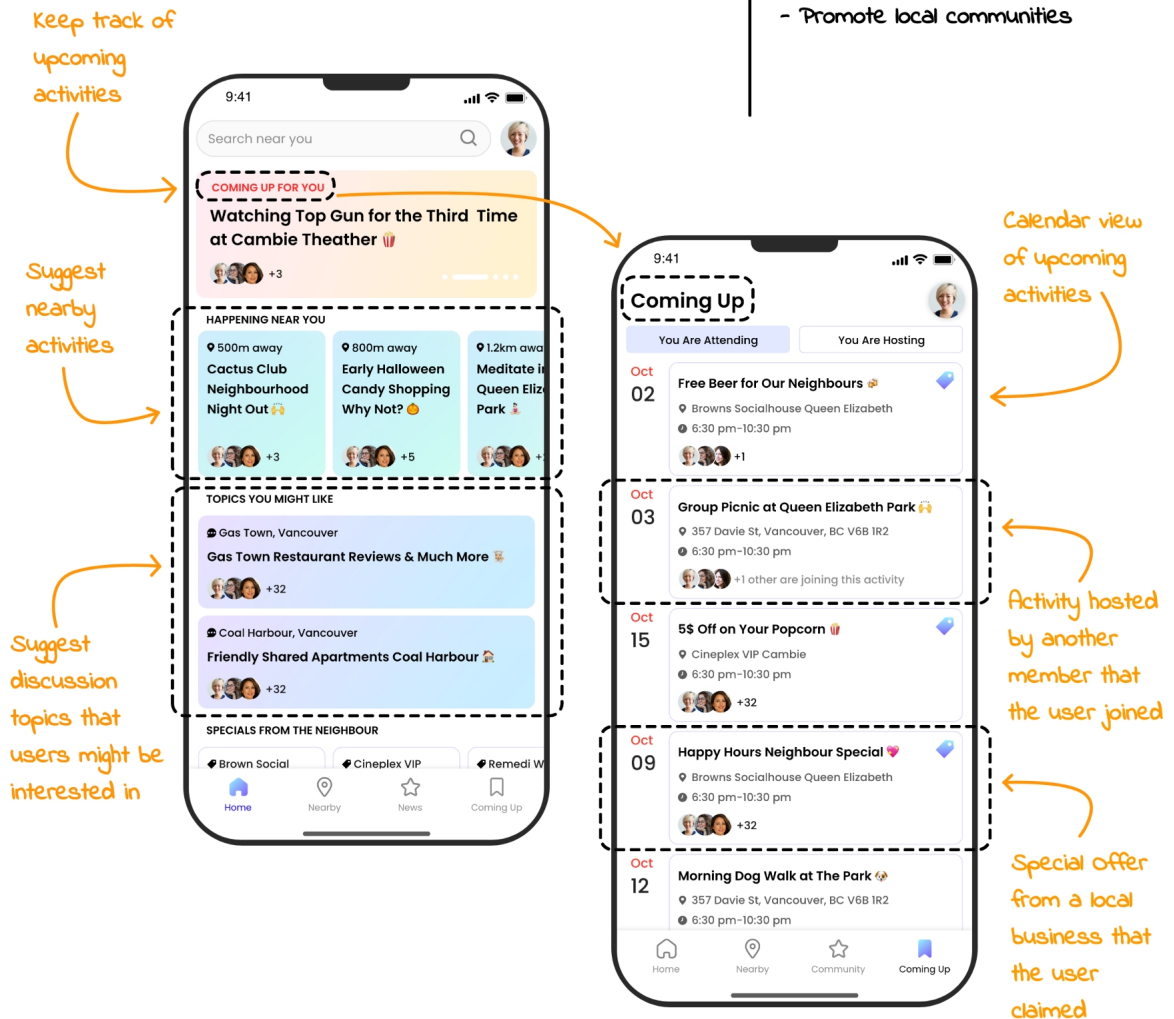 - Promote local communities
Keep track of
upcoming
activities
9:41
Search near you
COMING UP FOR YOU
Watching Top Gun for the Third Time
at Cambie Theather 🍿
+3
Suggest
nearby
activities
HAPPENING NEAR YOU
500m away
Cactus Club
Neighbourhood
Night Out 🙌
+3
800m away
Early Halloween
Candy Shopping
Why Not? 🎃
+5
1.2km awa
Meditate in
Queen Eliz
Park
TOPICS YOU MIGHT LIKE
Gas Town, Vancouver
Gas Town Restaurant Reviews & Much More
+32
Coal Harbour, Vancouver
Friendly Shared Apartments Coal Harbour 🏠
+32
Suggest
discussion
topics that
users might be
interested in
SPECIALS FROM THE NEIGHBOUR
Brown Social
Cineplex VIP
Remedi W
Home
Nearby
News
Coming Up
9:41
Coming Up
You Are Attending
You Are Hosting
Oct
02
Free Beer for Our Neighbours 🍻
Browns Socialhouse Queen Elizabeth
6:30 pm-10:30 pm
+1
Calendar view
of upcoming
activities
Oct
03
Group Picnic at Queen Elizabeth Park 🙌
357 Davie St, Vancouver, BC V6B 1R2
6:30 pm-10:30 pm
+1 other are joining this activity
Activity hosted
by another
member that
the user joined
Oct
15
5$ Off on Your Popcorn 🍿
Cineplex VIP Cambie
6:30 pm-10:30 pm
+32
Oct
09
Happy Hours Neighbour Special 💖
Browns Socialhouse Queen Elizabeth
6:30 pm-10:30 pm
+32
Special Offer
from a local
business that
the user
claimed
Oct
12
Morning Dog Walk at The Park 🐶
357 Davie St, Vancouver, BC V6B 1R2
6:30 pm-10:30 pm
Home
Nearby
Community
Coming Up